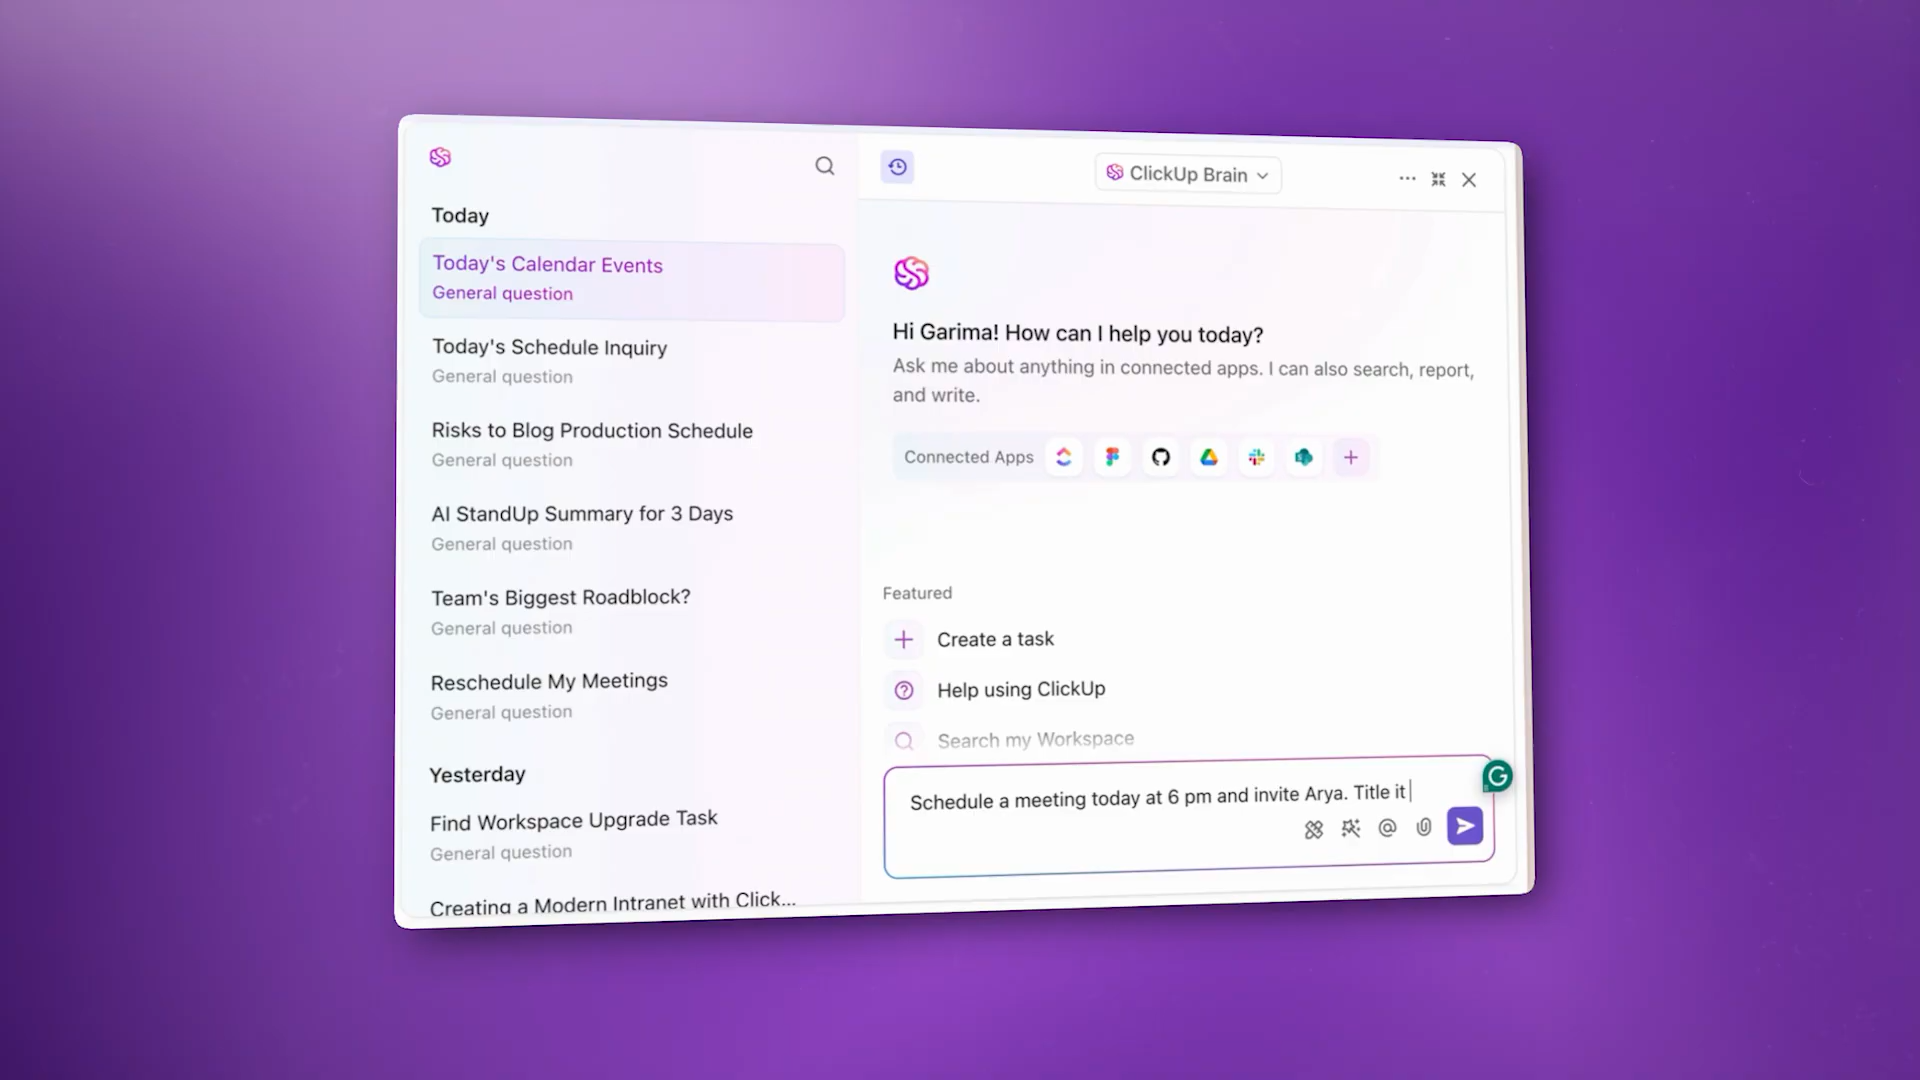 Today
Today's Calendar Events
General question
Today's Schedule Inquiry
General question
Risks to Blog Production Schedule
General question
AI StandUp Summary for 3 Days
General question
Team's Biggest Roadblock?
General question
Reschedule My Meetings
General question
Yesterday
Find Workspace Upgrade Task
General question
Creating a Modern Intranet with Click...
ClickUp Brain
Hi Garima! How can I help you today?
Ask me about anything in connected apps. I can also search, report,
and write.
Connected Apps
Featured
Create a task
Help using ClickUp
Search my Workspace
Schedule a meeting today at 6 pm and invite Arya. Title it